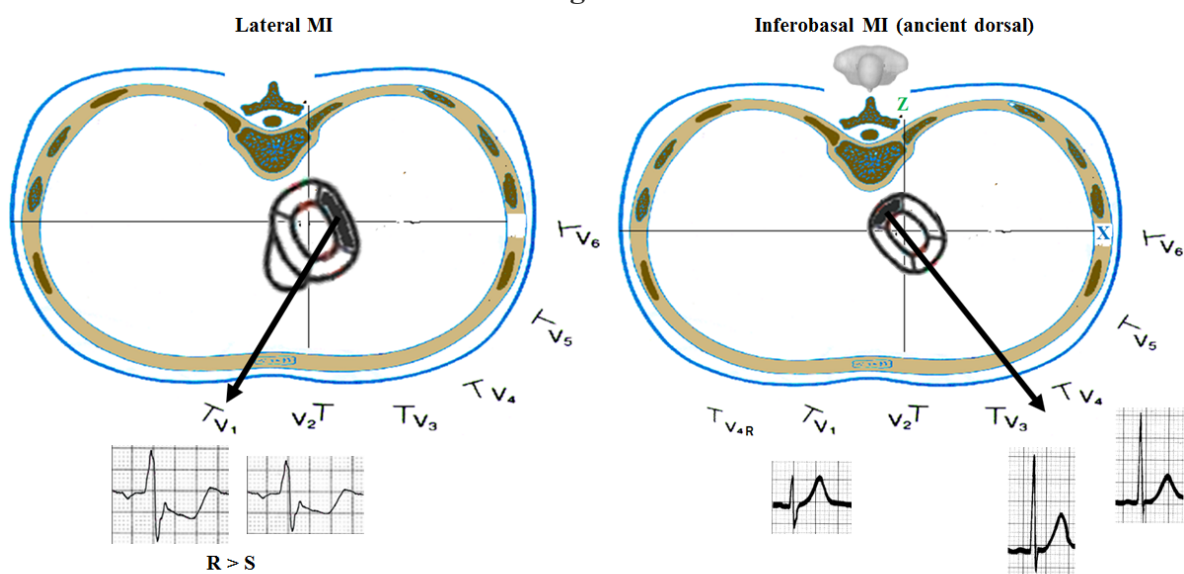 Lateral MI
Inferobasal MI (ancient dorsal)
Z
X
V6
V5
V4
V1
V2
V3
V6
V5
V4
V4R
V1
V2
V3
R > S